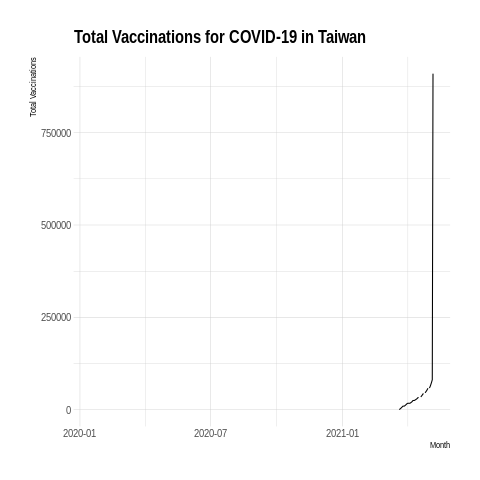 Total Vaccinations for COVID-19 in Taiwan
Total Vaccinations
750000
500000
250000
0
2020-01 2020-07 2021-01
Month